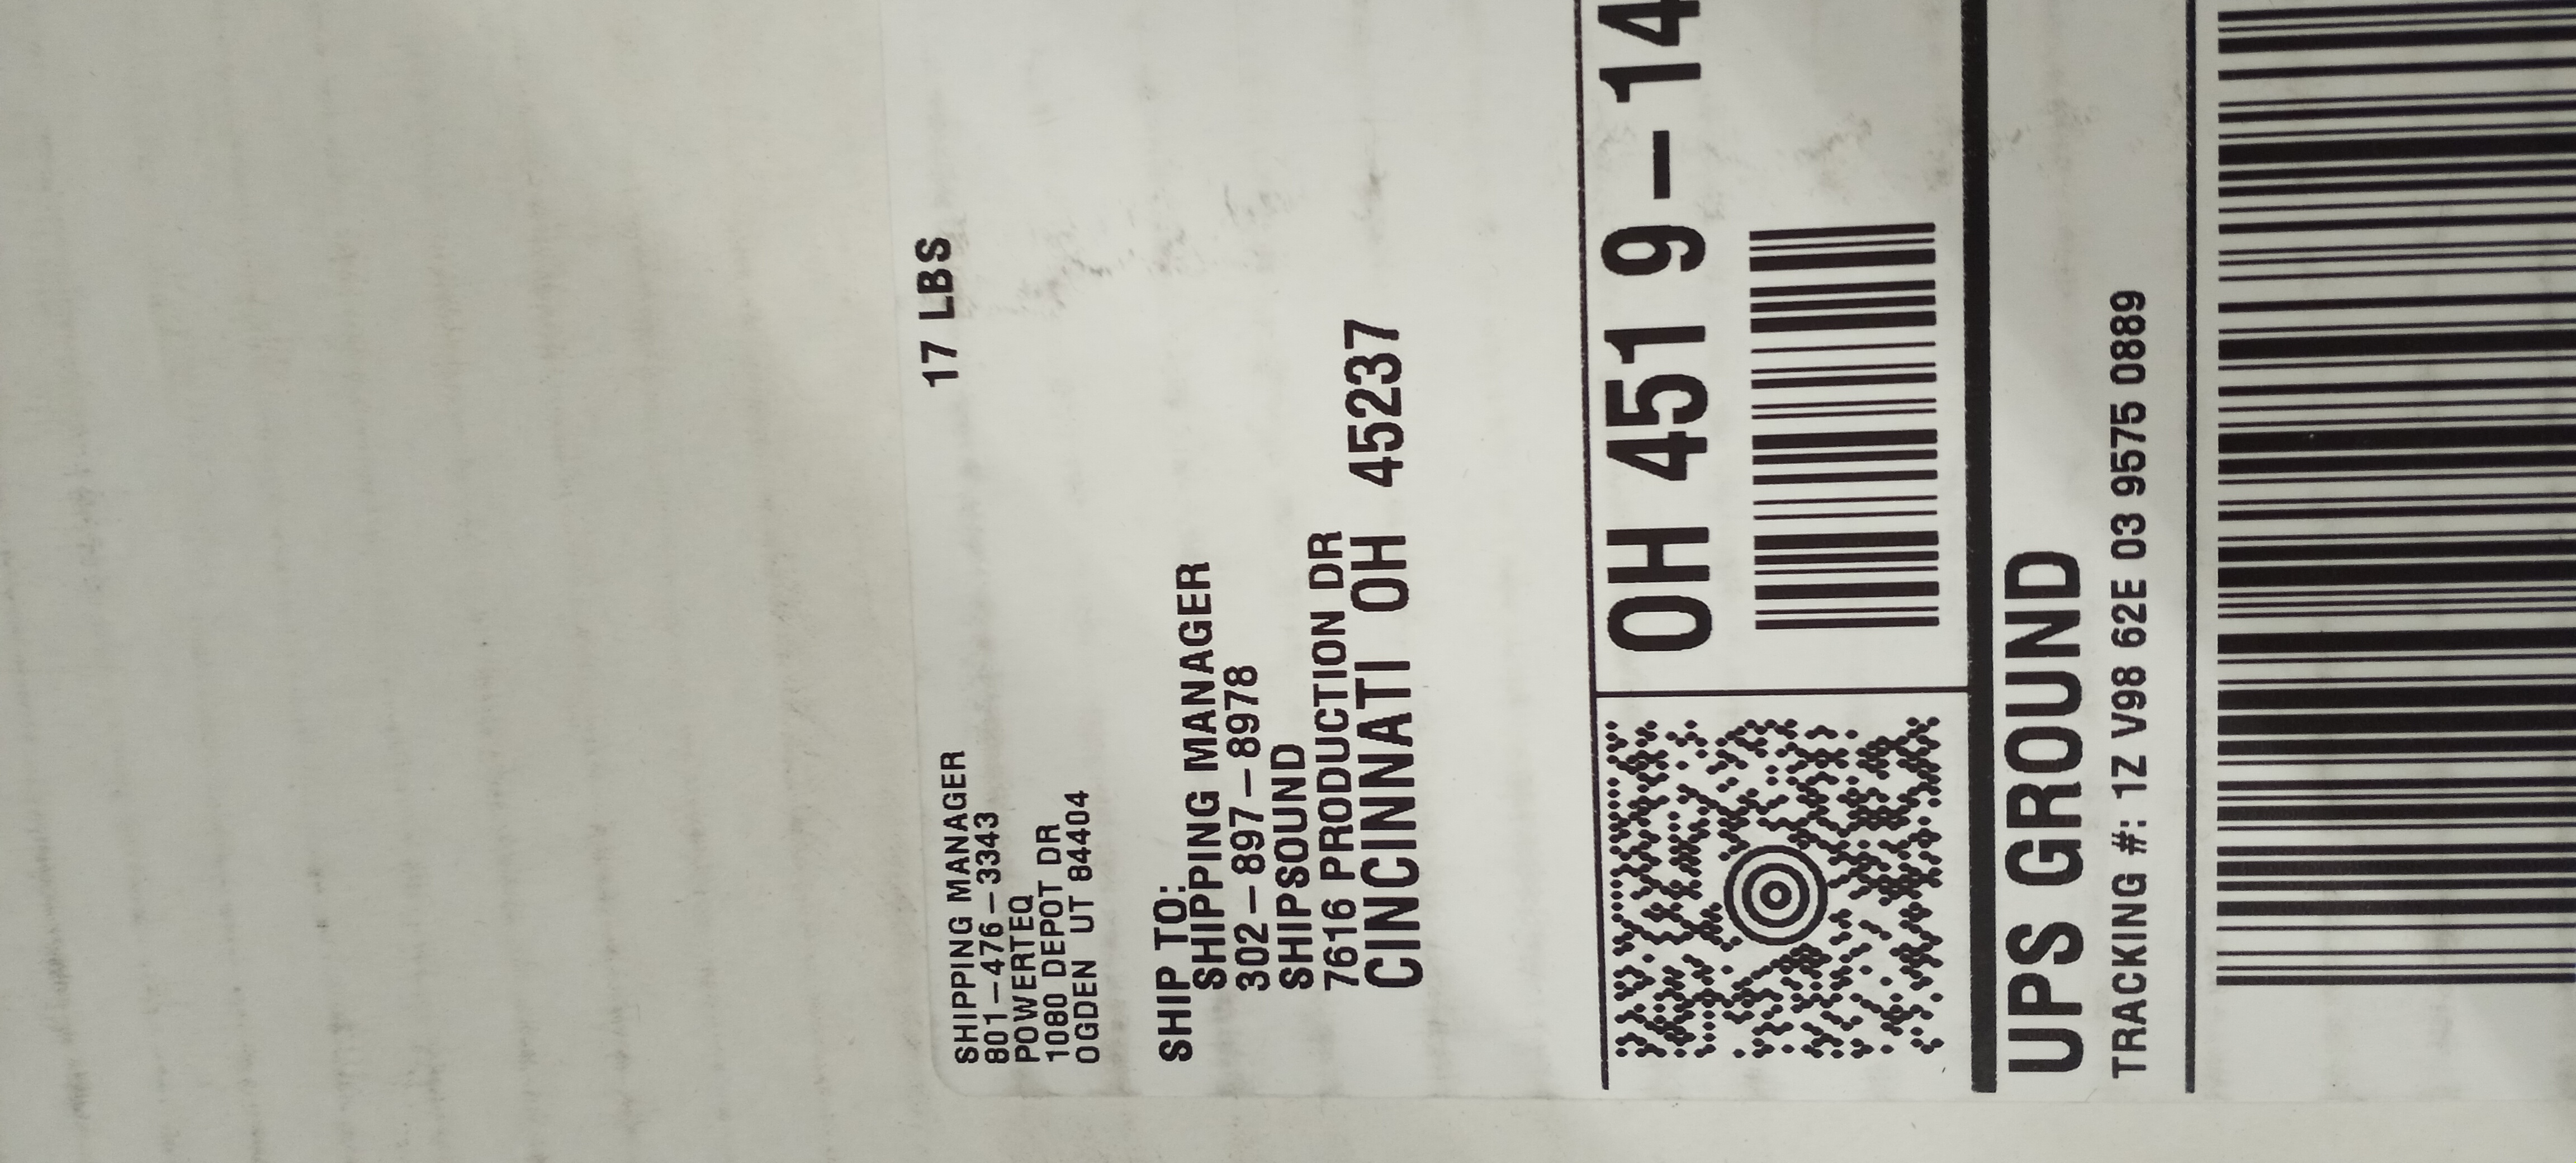 SHIPPING MANAGER
801-476-3343
POWERTEQ
1080 DEPOT DR
OGDEN UT 84404
17 LBS
SHIP TO:
SHIPPING MANAGER
302-897-8978
SHIPSOUND
7616 PRODUCTION DR
CINCINNATI OH 45237
OH 451 9-14
UPS GROUND
TRACKING #: 1Z V98 62E 03 9575 0889